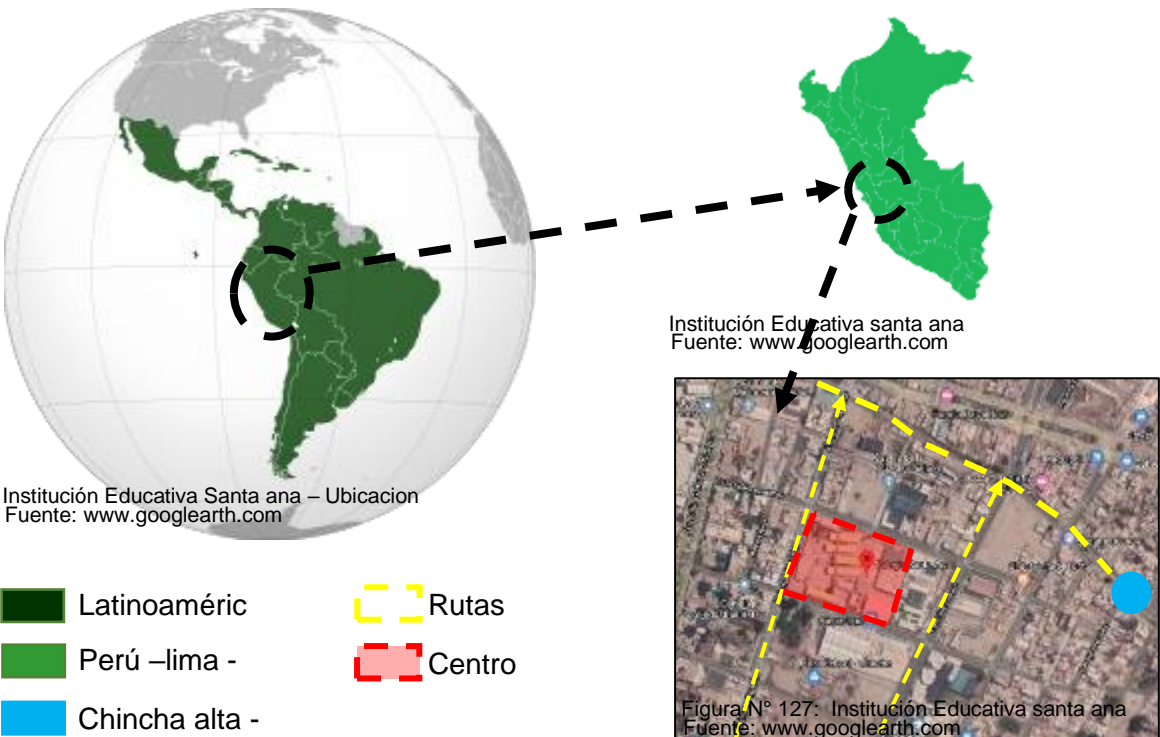 Institución Educativa santa ana
Fuente: www.googlearth.com
Institución Educativa Santa ana – Ubicacion
Fuente: www.googlearth.com
Latinoaméric
Perú –lima -
Chincha alta -
Rutas
Centro
Figura N° 127: Institución Educativa santa ana
Fuente: www.googlearth.com